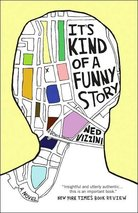 IT'S
KIND
OF A
FUNNY
STORY
NED
VIZZINI
A NOVEL
"Insightful and utterly authentic...
this is an important book."
NEW YORK TIMES BOOK REVIEW